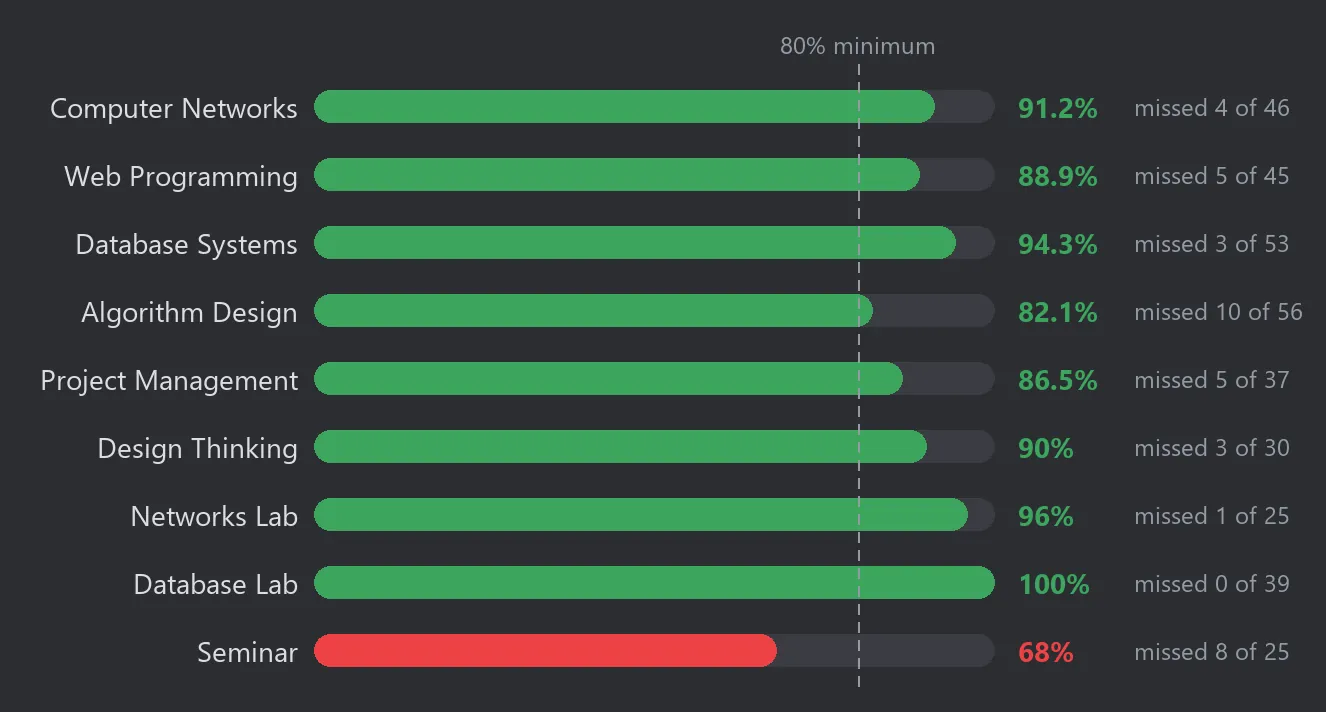 80% minimum
Computer Networks 91.2% missed 4 of 46
Web Programming 88.9% missed 5 of 45
Database Systems 94.3% missed 3 of 53
Algorithm Design 82.1% missed 10 of 56
Project Management 86.5% missed 5 of 37
Design Thinking 90% missed 3 of 30
Networks Lab 96% missed 1 of 25
Database Lab 100% missed 0 of 39
Seminar 68% missed 8 of 25